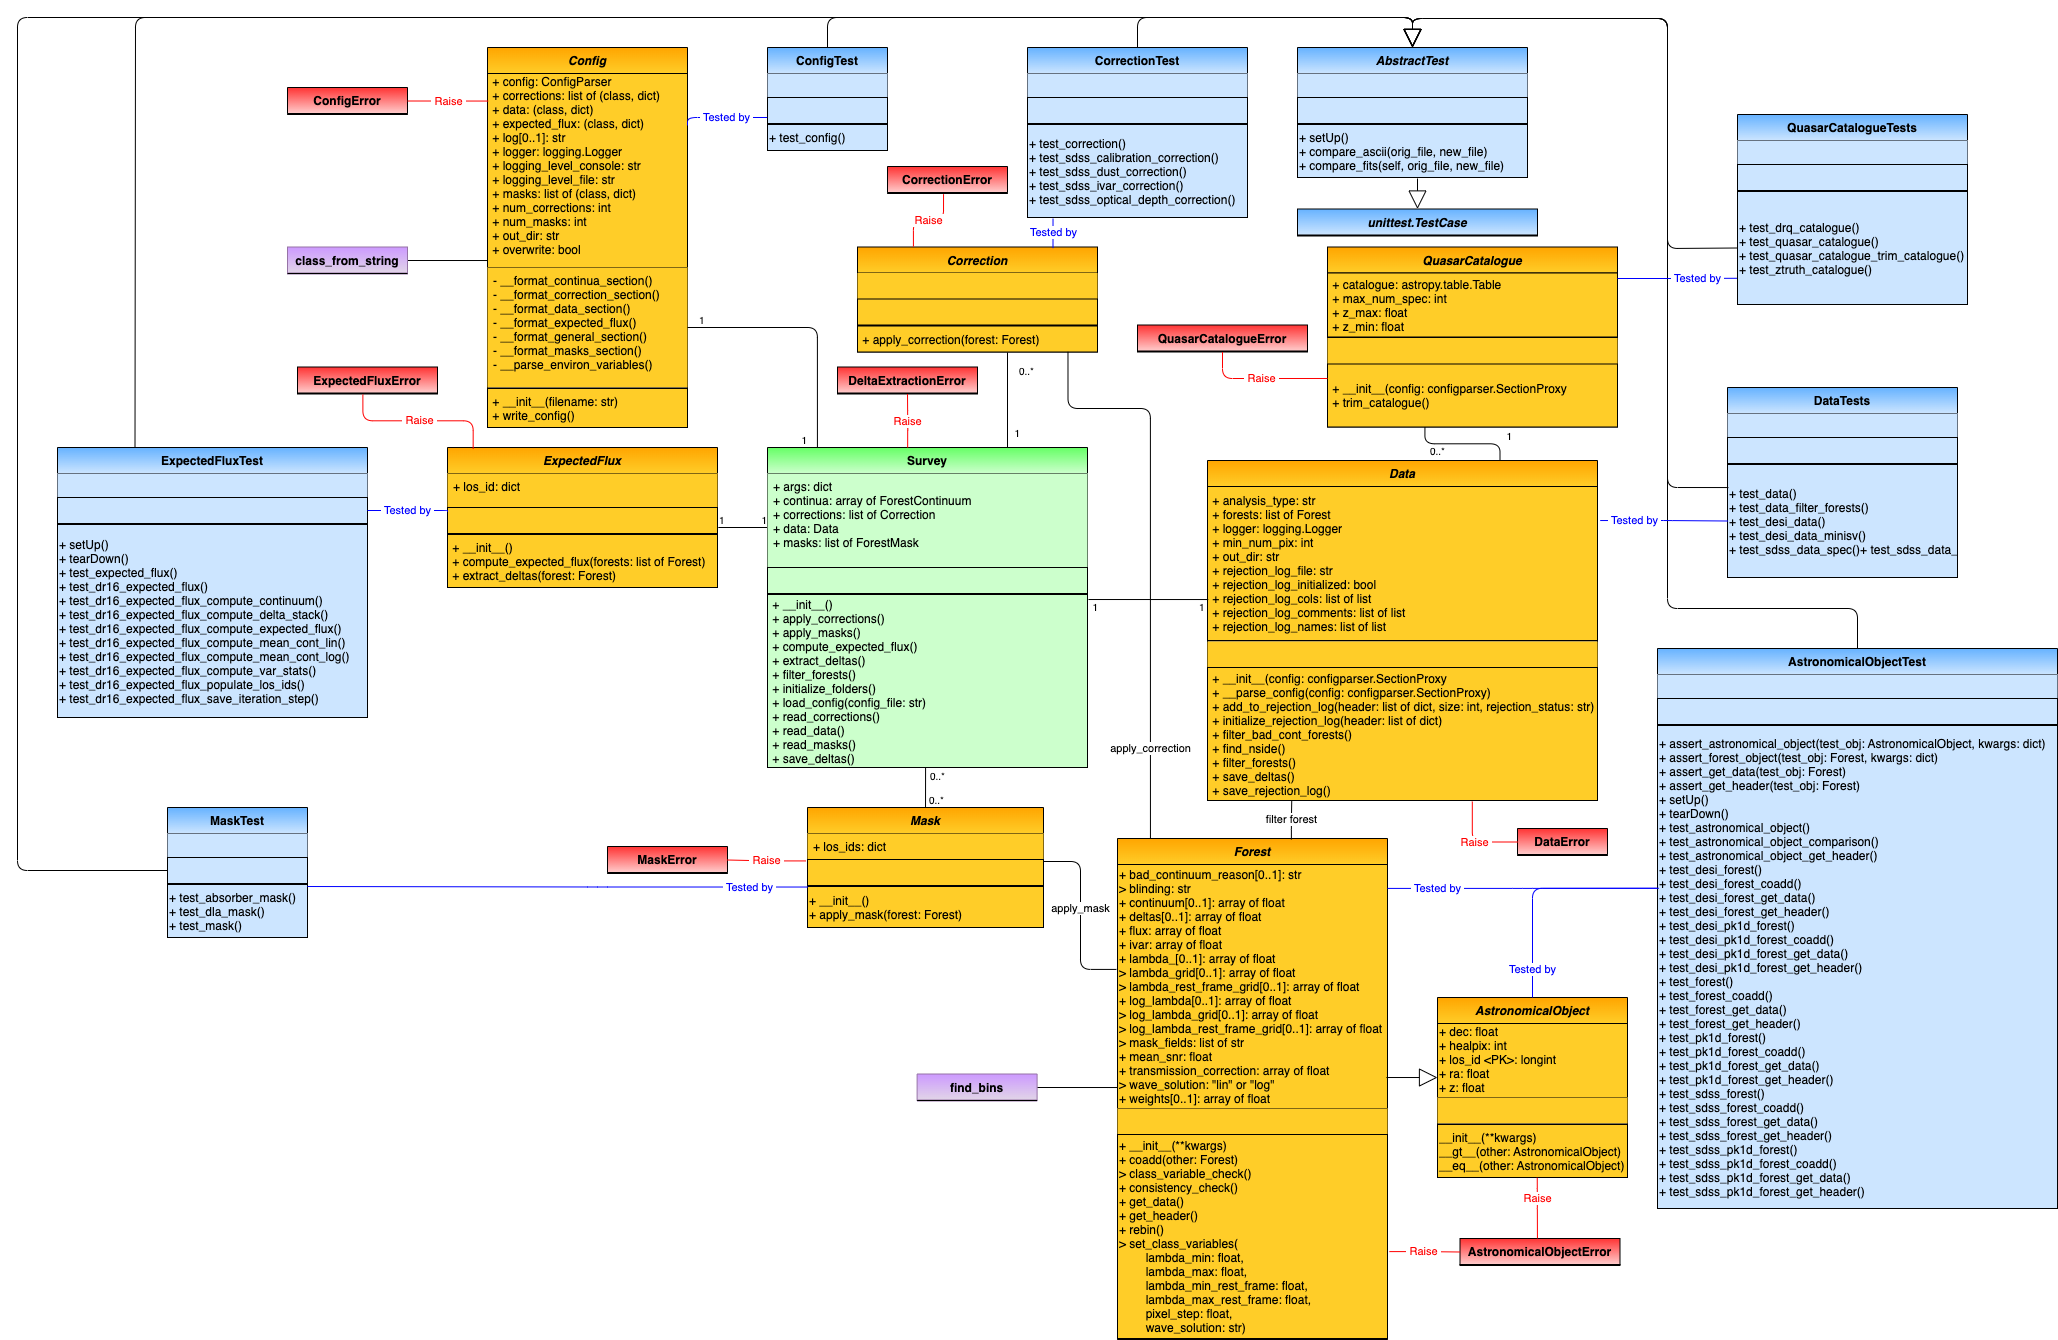 Config
+ config: ConfigParser
+ corrections: list of (class, dict)
+ data: (class, dict)
+ expected_flux: (class, dict)
+ log[0..1]: str
+ logger: logging.Logger
+ logging_level_console: str
+ logging_level_file: str
+ masks: list of (class, dict)
+ num_corrections: int
+ num_masks: int
+ out_dir: str
+ overwrite: bool
- __format_continua_section()
- __format_correction_section()
- __format_data_section()
- __format_expected_flux()
- __format_general_section()
- __format_masks_section()
- __parse_environ_variables()
+ __init__(filename: str)
+ write_config()
ConfigError
Raise
class_from_string
Tested by
ConfigTest
+ test_config()
CorrectionTest
+ test_correction()
+ test_sdss_calibration_correction()
+ test_sdss_dust_correction()
+ test_sdss_ivar_correction()
+ test_sdss_optical_depth_correction()
AbstractTest
+ setUp()
+ compare_ascii(orig_file, new_file)
+ compare_fits(self, orig_file, new_file)
unittest.TestCase
QuasarCatalogueTests
+ test_drq_catalogue()
+ test_quasar_catalogue()
+ test_quasar_catalogue_trim_catalogue()
+ test_ztruth_catalogue()
CorrectionError
Raise
Tested by
Correction
+ apply_correction(forest: Forest)
QuasarCatalogue
+ catalogue: astropy.table.Table
+ max_num_spec: int
+ z_max: float
+ z_min: float
+ __init__(config: configparser.SectionProxy
+ trim_catalogue()
Tested by
QuasarCatalogueError
Raise
1
0..*
1
1
0..*
1
ExpectedFluxError
Raise
DeltaExtractionError
Raise
DataTests
+ test_data()
+ test_data_filter_forests()
+ test_desi_data()
+ test_desi_data_minisv()
+ test_sdss_data_spec()+ test_sdss_data_
ExpectedFluxTest
+ setUp()
+ tearDown()
+ test_expected_flux()
+ test_dr16_expected_flux()
+ test_dr16_expected_flux_compute_continuum()
+ test_dr16_expected_flux_compute_delta_stack()
+ test_dr16_expected_flux_compute_expected_flux()
+ test_dr16_expected_flux_compute_mean_cont_lin()
+ test_dr16_expected_flux_compute_mean_cont_log()
+ test_dr16_expected_flux_compute_var_stats()
+ test_dr16_expected_flux_populate_los_ids()
+ test_dr16_expected_flux_save_iteration_step()
Tested by
ExpectedFlux
+ los_id: dict
+ __init__()
+ compute_expected_flux(forests: list of Forest)
+ extract_deltas(forest: Forest)
1
1
Survey
+ args: dict
+ continua: array of ForestContinuum
+ corrections: list of Correction
+ data: Data
+ masks: list of ForestMask
+ __init__()
+ apply_corrections()
+ apply_masks()
+ compute_expected_flux()
+ extract_deltas()
+ filter_forests()
+ initialize_folders()
+ load_config(config_file: str)
+ read_corrections()
+ read_data()
+ read_masks()
+ save_deltas()
1
1
Data
+ analysis_type: str
+ forests: list of Forest
+ logger: logging.Logger
+ min_num_pix: int
+ out_dir: str
+ rejection_log_file: str
+ rejection_log_initialized: bool
+ rejection_log_cols: list of list
+ rejection_log_comments: list of list
+ rejection_log_names: list of list
+ __init__(config: configparser.SectionProxy
+ __parse_config(config: configparser.SectionProxy)
+ add_to_rejection_log(header: list of dict, size: int, rejection_status: str)
+ initialize_rejection_log(header: list of dict)
+ filter_bad_cont_forests()
+ find_nside()
+ filter_forests()
+ save_deltas()
+ save_rejection_log()
Tested by
apply_correction
0..*
0..*
filter forest
Raise
DataError
MaskTest
+ test_absorber_mask()
+ test_dla_mask()
+ test_mask()
Tested by
MaskError
Raise
Mask
+ los_ids: dict
+ __init__()
+ apply_mask(forest: Forest)
apply_mask
Forest
+ bad_continuum_reason[0..1]: str
> blinding: str
+ continuum[0..1]: array of float
+ deltas[0..1]: array of float
+ flux: array of float
+ ivar: array of float
+ lambda_[0..1]: array of float
> lambda_grid[0..1]: array of float
> lambda_rest_frame_grid[0..1]: array of float
+ log_lambda[0..1]: array of float
> log_lambda_grid[0..1]: array of float
> log_lambda_rest_frame_grid[0..1]: array of float
> mask_fields: list of str
+ mean_snr: float
+ transmission_correction: array of float
> wave_solution: "lin" or "log"
+ weights[0..1]: array of float
+ __init__(**kwargs)
+ coadd(other: Forest)
> class_variable_check()
+ consistency_check()
+ get_data()
+ get_header()
+ rebin()
> set_class_variables(
lambda_min: float,
lambda_max: float,
lambda_min_rest_frame: float,
lambda_max_rest_frame: float,
pixel_step: float,
wave_solution: str)
find_bins
Tested by
Tested by
AstronomicalObject
+ dec: float
+ healpix: int
+ los_id <PK>: longint
+ ra: float
+ z: float
__init__(**kwargs)
__gt__(other: AstronomicalObject)
__eq__(other: AstronomicalObject)
Raise
Raise
AstronomicalObjectError
AstronomicalObjectTest
+ assert_astronomical_object(test_obj: AstronomicalObject, kwargs: dict)
+ assert_forest_object(test_obj: Forest, kwargs: dict)
+ assert_get_data(test_obj: Forest)
+ assert_get_header(test_obj: Forest)
+ setUp()
+ tearDown()
+ test_astronomical_object()
+ test_astronomical_object_comparison()
+ test_astronomical_object_get_header()
+ test_desi_forest()
+ test_desi_forest_coadd()
+ test_desi_forest_get_data()
+ test_desi_forest_get_header()
+ test_desi_pk1d_forest()
+ test_desi_pk1d_forest_coadd()
+ test_desi_pk1d_forest_get_data()
+ test_desi_pk1d_forest_get_header()
+ test_forest()
+ test_forest_coadd()
+ test_forest_get_data()
+ test_forest_get_header()
+ test_pk1d_forest()
+ test_pk1d_forest_coadd()
+ test_pk1d_forest_get_data()
+ test_pk1d_forest_get_header()
+ test_sdss_forest()
+ test_sdss_forest_coadd()
+ test_sdss_forest_get_data()
+ test_sdss_forest_get_header()
+ test_sdss_pk1d_forest()
+ test_sdss_pk1d_forest_coadd()
+ test_sdss_pk1d_forest_get_data()
+ test_sdss_pk1d_forest_get_header()